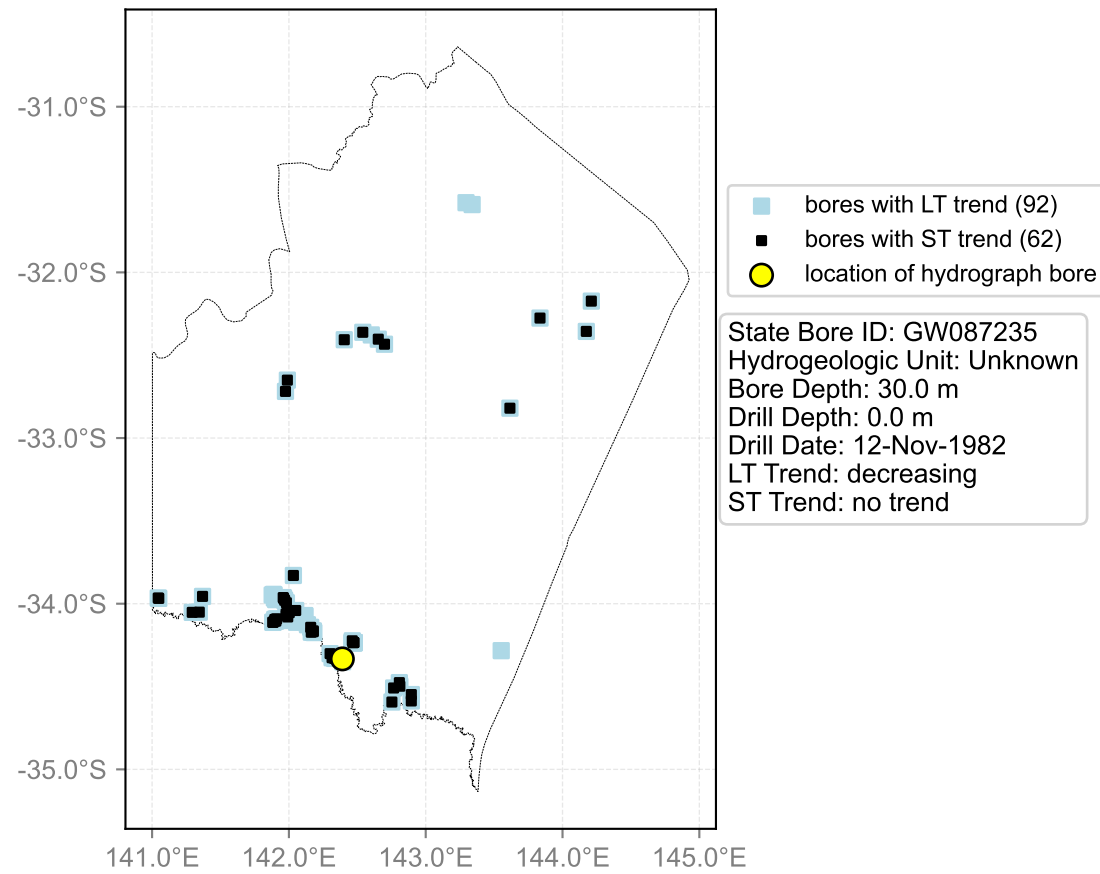 -31.0°S
-32.0°S
-33.0°S
-34.0°S
-35.0°S
141.0°E 142.0°E 143.0°E 144.0°E 145.0°E
bores with LT trend (92)
bores with ST trend (62)
location of hydrograph bore
State Bore ID: GW087235
Hydrogeologic Unit: Unknown
Bore Depth: 30.0 m
Drill Depth: 0.0 m
Drill Date: 12-Nov-1982
LT Trend: decreasing
ST Trend: no trend